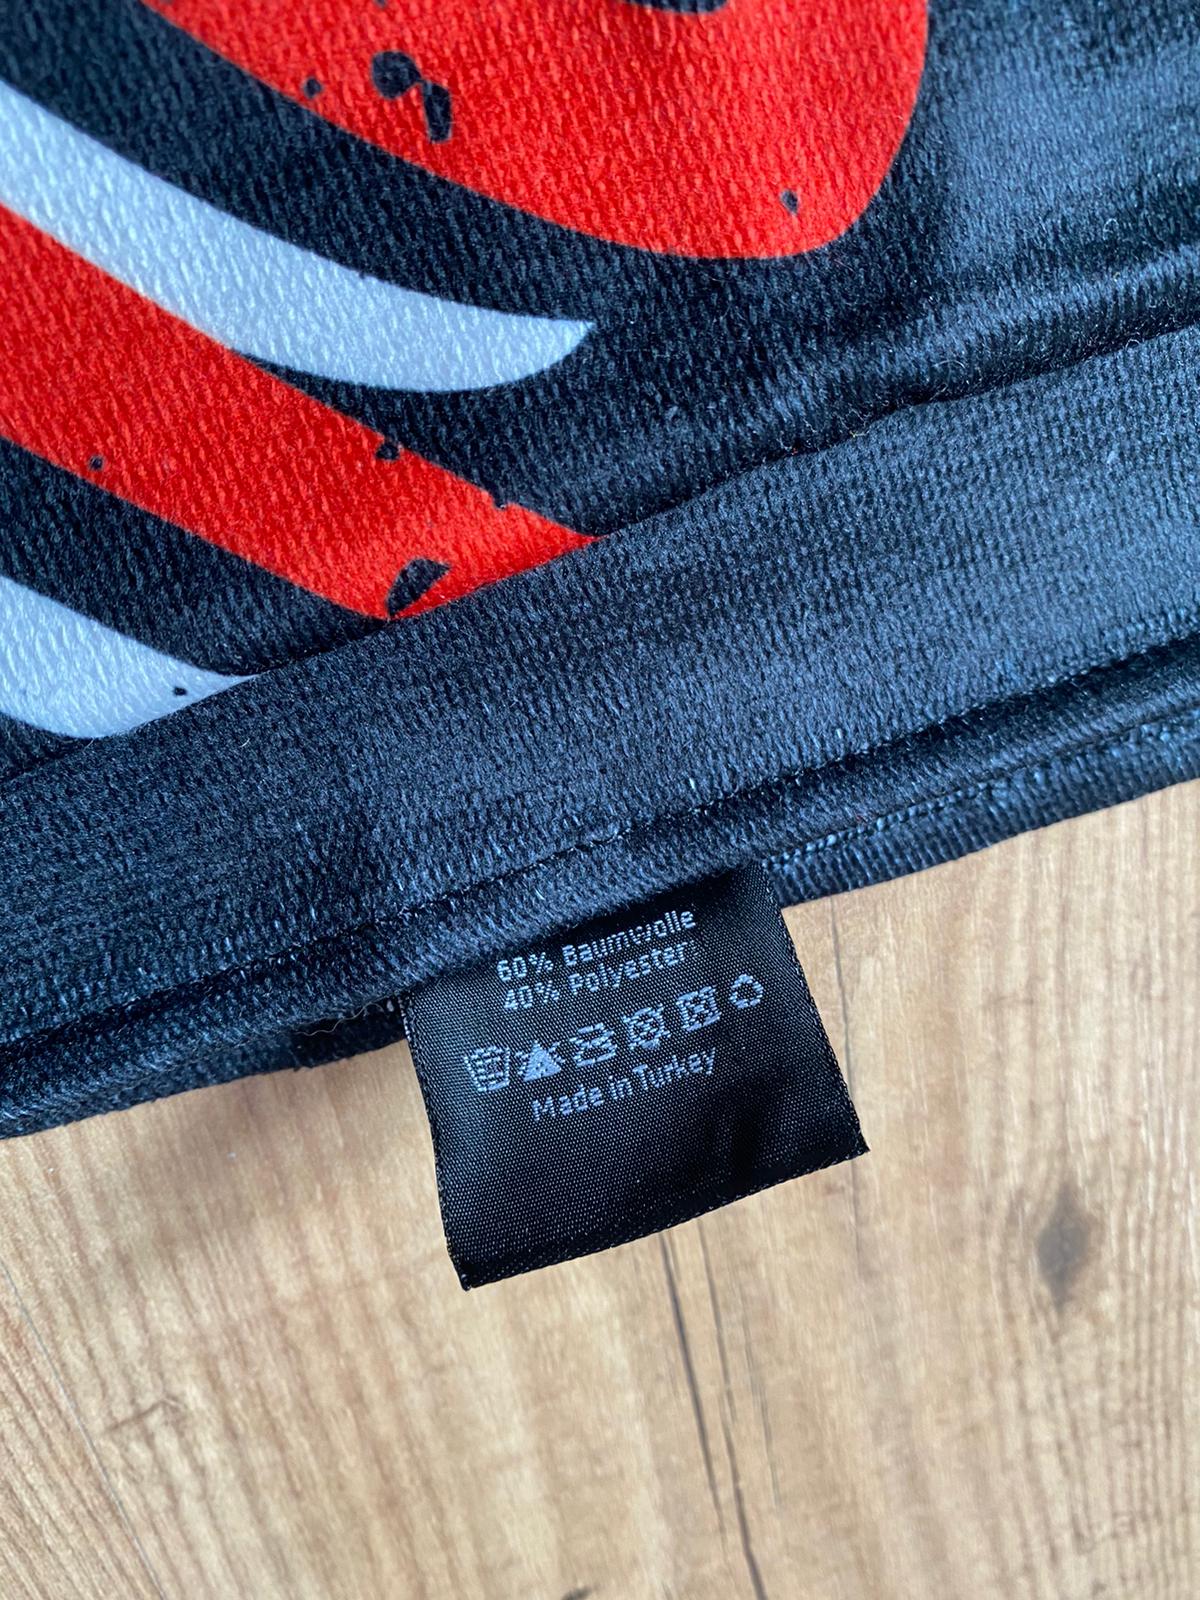 60% Baumwolle
40% Polyester
Made in Turkey